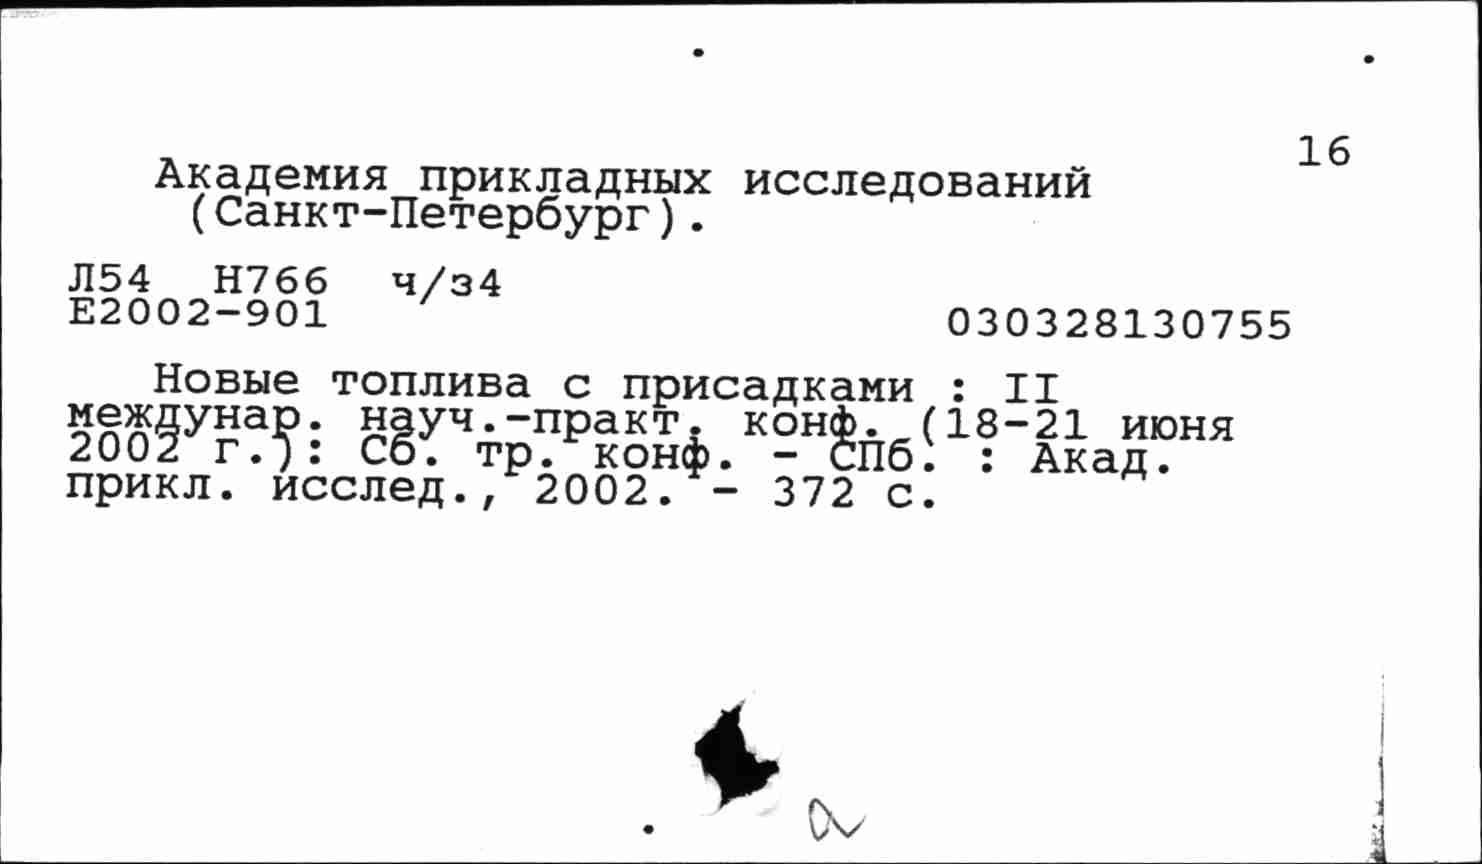 16
Академия прикладных исследований
(Санкт-Петербург).
Л54 Н766 ч/з4
Е2002-901 030328130755
Новые топлива с присадками : II
междунар. науч.-практ. конф. (18-21 июня
2002 г.): Сб. тр. конф. - СПб. : Акад.
прикл. исслед., 2002. - 372 с.
а